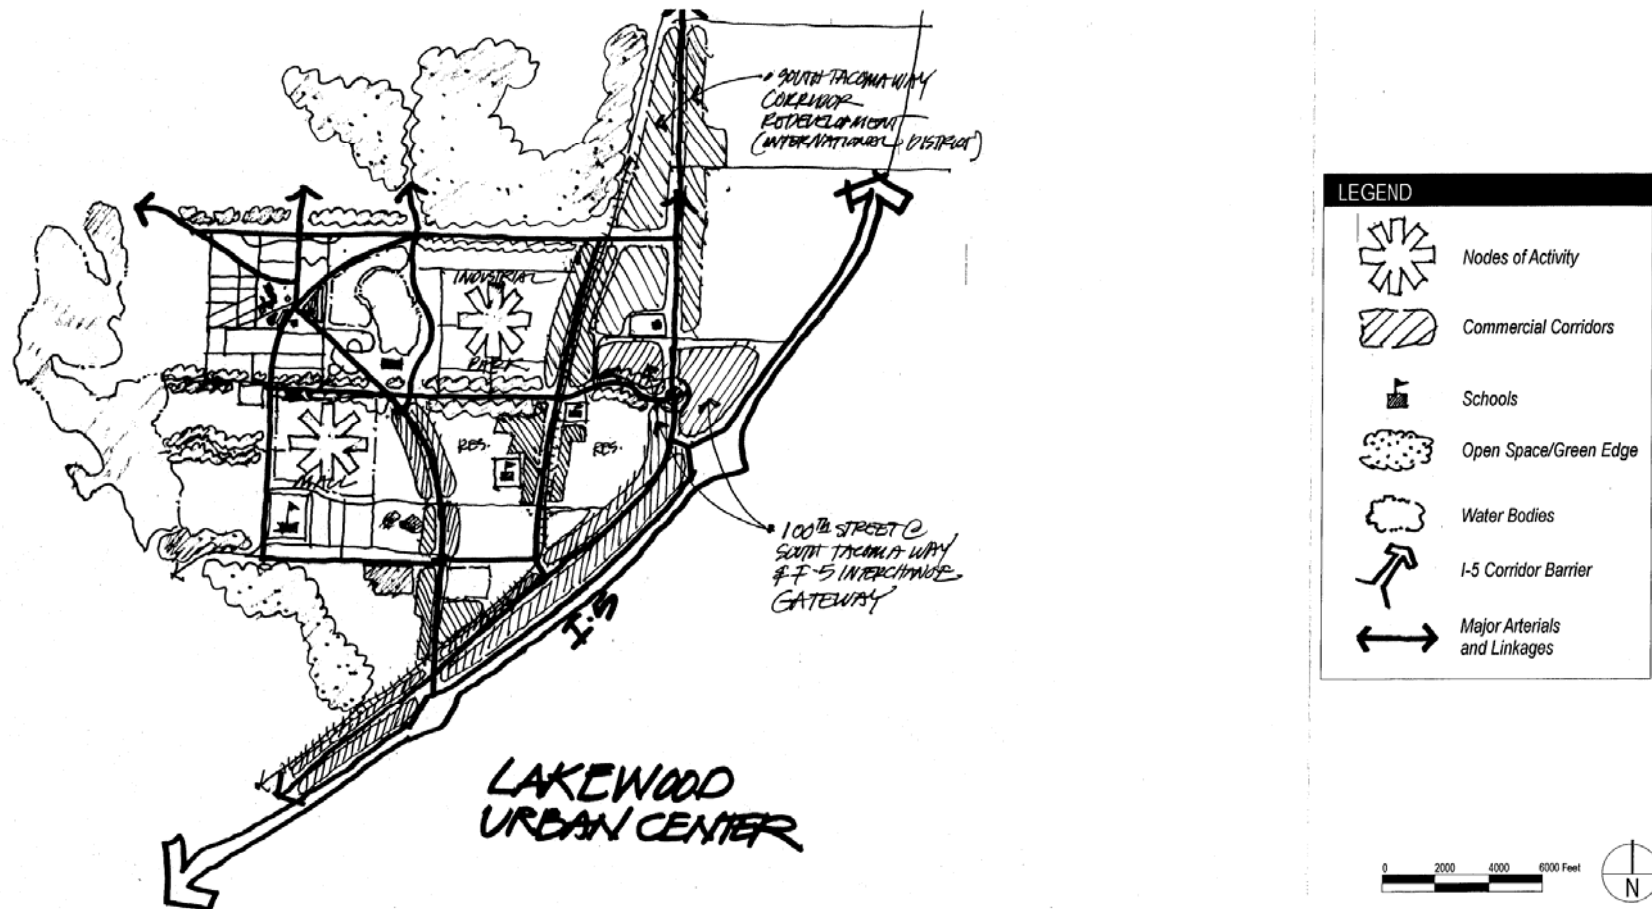 SOUTH TACOMA WAY
CORRIDOR
REDEVELOPMENT
(INTERNATIONAL DISTRICT)
INDUSTRIAL
PARK
RES.
RES.
MALL
100TH STREET @
SOUTH TACOMA WAY
& I-5 INTERCHANGE
GATEWAY
I-5
LAKEWOOD
URBAN CENTER
LEGEND
Nodes of Activity
Commercial Corridors
Schools
Open Space/Green Edge
Water Bodies
I-5 Corridor Barrier
Major Arterials
and Linkages
0 2000 4000 6000 Feet
N